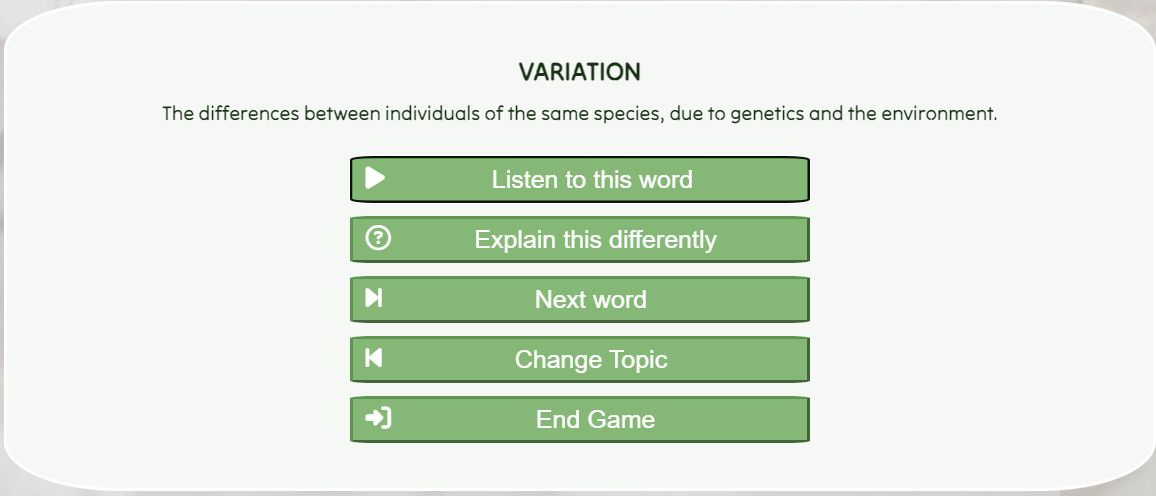 VARIATION
The differences between individuals of the same species, due to genetics and the environment.
Listen to this word
Explain this differently
Next word
Change Topic
End Game